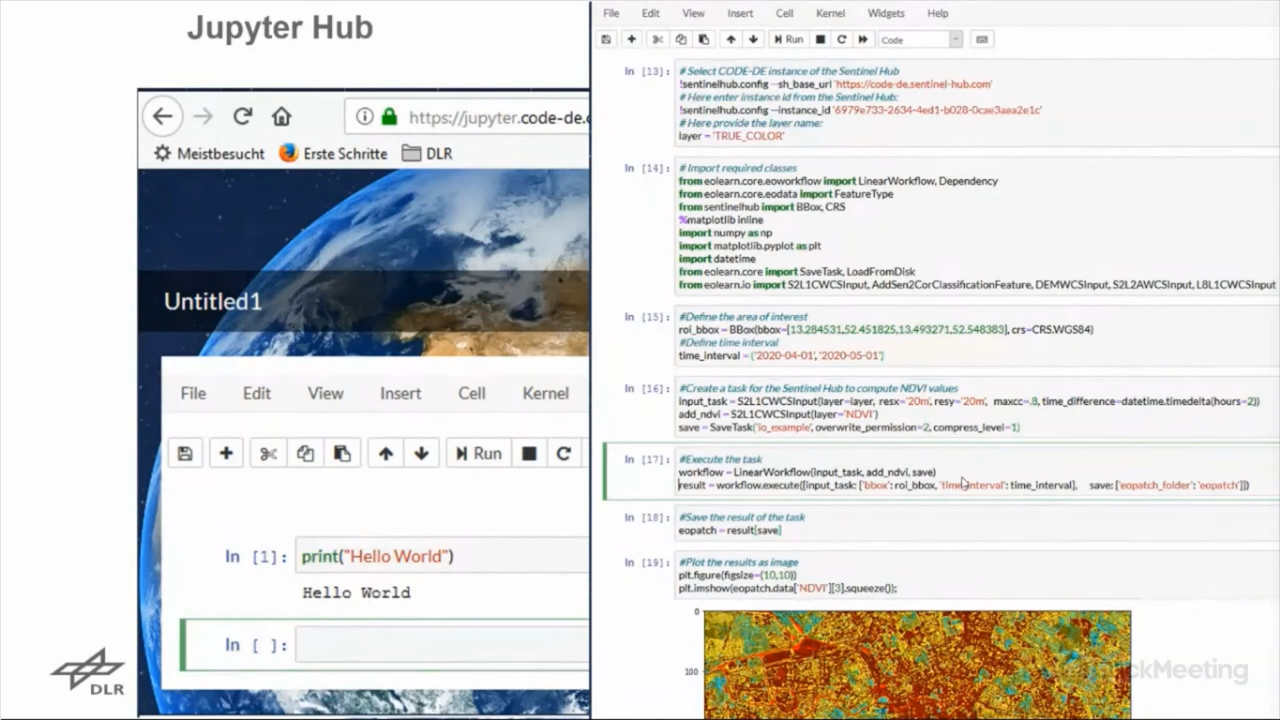 Jupyter Hub
https://jupyter.code-de.
Meistbesucht Erste Schritte DLR
Untitled1
File Edit View Insert Cell Kernel
Run
In [1]: print("Hello World")
Hello World
In [ ]:
DLR
File Edit View Insert Cell Kernel Widgets Help
Run Code
In [13]: # Select CODE-DE instance of the Sentinel Hub
!sentinelhub.config --sh_base_url 'https://code-de.sentinel-hub.com'
# Here enter instance id from the Sentinel Hub:
!sentinelhub.config --instance_id '6979e733-2634-4ed1-b028-0cae3aea2e1c'
# Here provide the layer name:
layer = 'TRUE_COLOR'
In [14]: # Import required classes
from eolearn.core.eoworkflow import LinearWorkflow, Dependency
from eolearn.core.eodata import FeatureType
from sentinelhub import BBox, CRS
%matplotlib inline
import numpy as np
import matplotlib.pyplot as plt
import datetime
from eolearn.core import SaveTask, LoadFromDisk
from eolearn.io import S2L1CWCSInput, AddSen2CorClassificationFeature, DEMWCSInput, S2L2AWCSInput, L8L1CWCSInput
In [15]: #Define the area of interest
roi_bbox = BBox(bbox=[13.284531,52.451825,13.493271,52.548383], crs=CRS.WGS84)
#Define time interval
time_interval = ('2020-04-01', '2020-05-01')
In [16]: #Create a task for the Sentinel Hub to compute NDVI values
input_task = S2L1CWCSInput(layer=layer, resx='20m', resy='20m', maxcc=.8, time_difference=datetime.timedelta(hours=2))
add_ndvi = S2L1CWCSInput(layer='NDVI')
save = SaveTask('io_example', overwrite_permission=2, compress_level=1)
In [17]: #Execute the task
workflow = LinearWorkflow(input_task, add_ndvi, save)
result = workflow.execute({input_task: {'bbox': roi_bbox, 'time_interval': time_interval}, save: {'eopatch_folder': 'eopatch'}})
In [18]: #Save the result of the task
eopatch = result[save]
In [19]: #Plot the results as image
plt.figure(figsize=(10,10))
plt.imshow(eopatch.data['NDVI'][3].squeeze());
0
100
ckMeeting